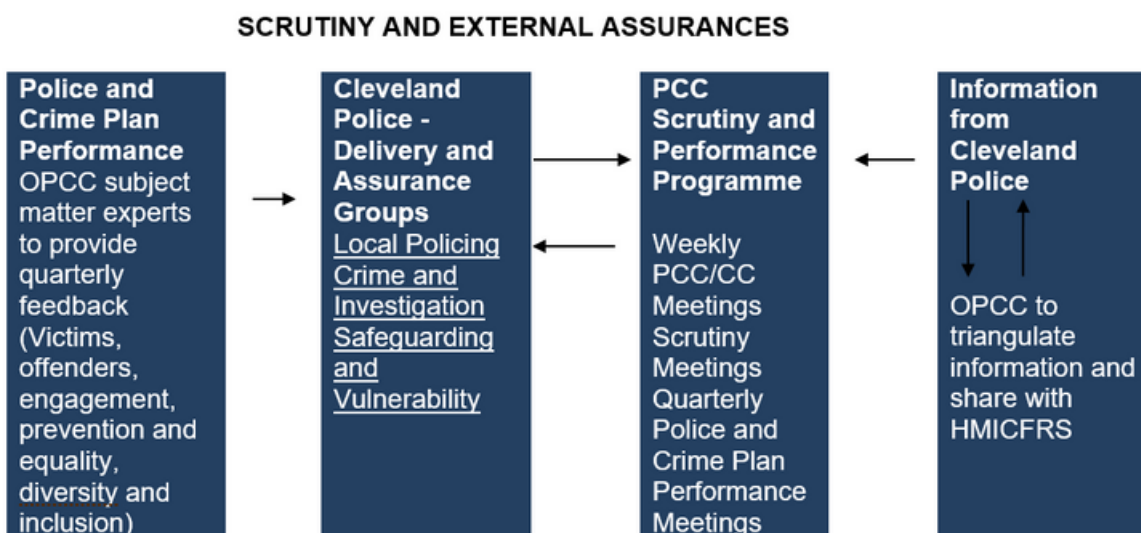 SCRUTINY AND EXTERNAL ASSURANCES
Police and
Crime Plan
Performance
OPCC subject
matter experts
to provide
quarterly
feedback
(Victims,
offenders,
engagement,
prevention and
equality,
diversity and
inclusion)
Cleveland
Police -
Delivery and
Assurance
Groups
Local Policing
Crime and
Investigation
Safeguarding
and
Vulnerability
PCC
Scrutiny and
Performance
Programme
Weekly
PCC/CC
Meetings
Scrutiny
Meetings
Quarterly
Police and
Crime Plan
Performance
Meetings
Information
from
Cleveland
Police
OPCC to
triangulate
information and
share with
HMICFRS